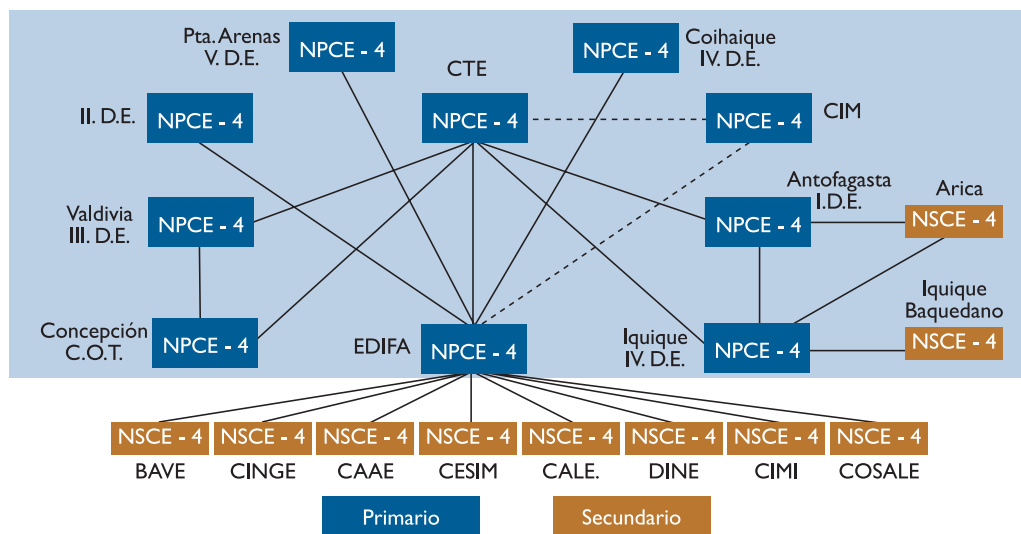 Pta. Arenas
V. D.E.
NPCE - 4
NPCE - 4
Coihaique
IV. D.E.
CTE
II. D.E.
NPCE - 4
NPCE - 4
NPCE - 4
CIM
Valdivia
III. D.E.
NPCE - 4
Antofagasta
I.D.E.
NPCE - 4
Arica
NSCE - 4
Concepción
C.O.T.
NPCE - 4
EDIFA
NPCE - 4
Iquique
IV. D.E.
NPCE - 4
Iquique
Baquedano
NSCE - 4
NSCE - 4
BAVE
NSCE - 4
CINGE
NSCE - 4
CAAE
NSCE - 4
CESIM
NSCE - 4
CALE.
NSCE - 4
DINE
NSCE - 4
CIMI
NSCE - 4
COSALE
Primario
Secundario